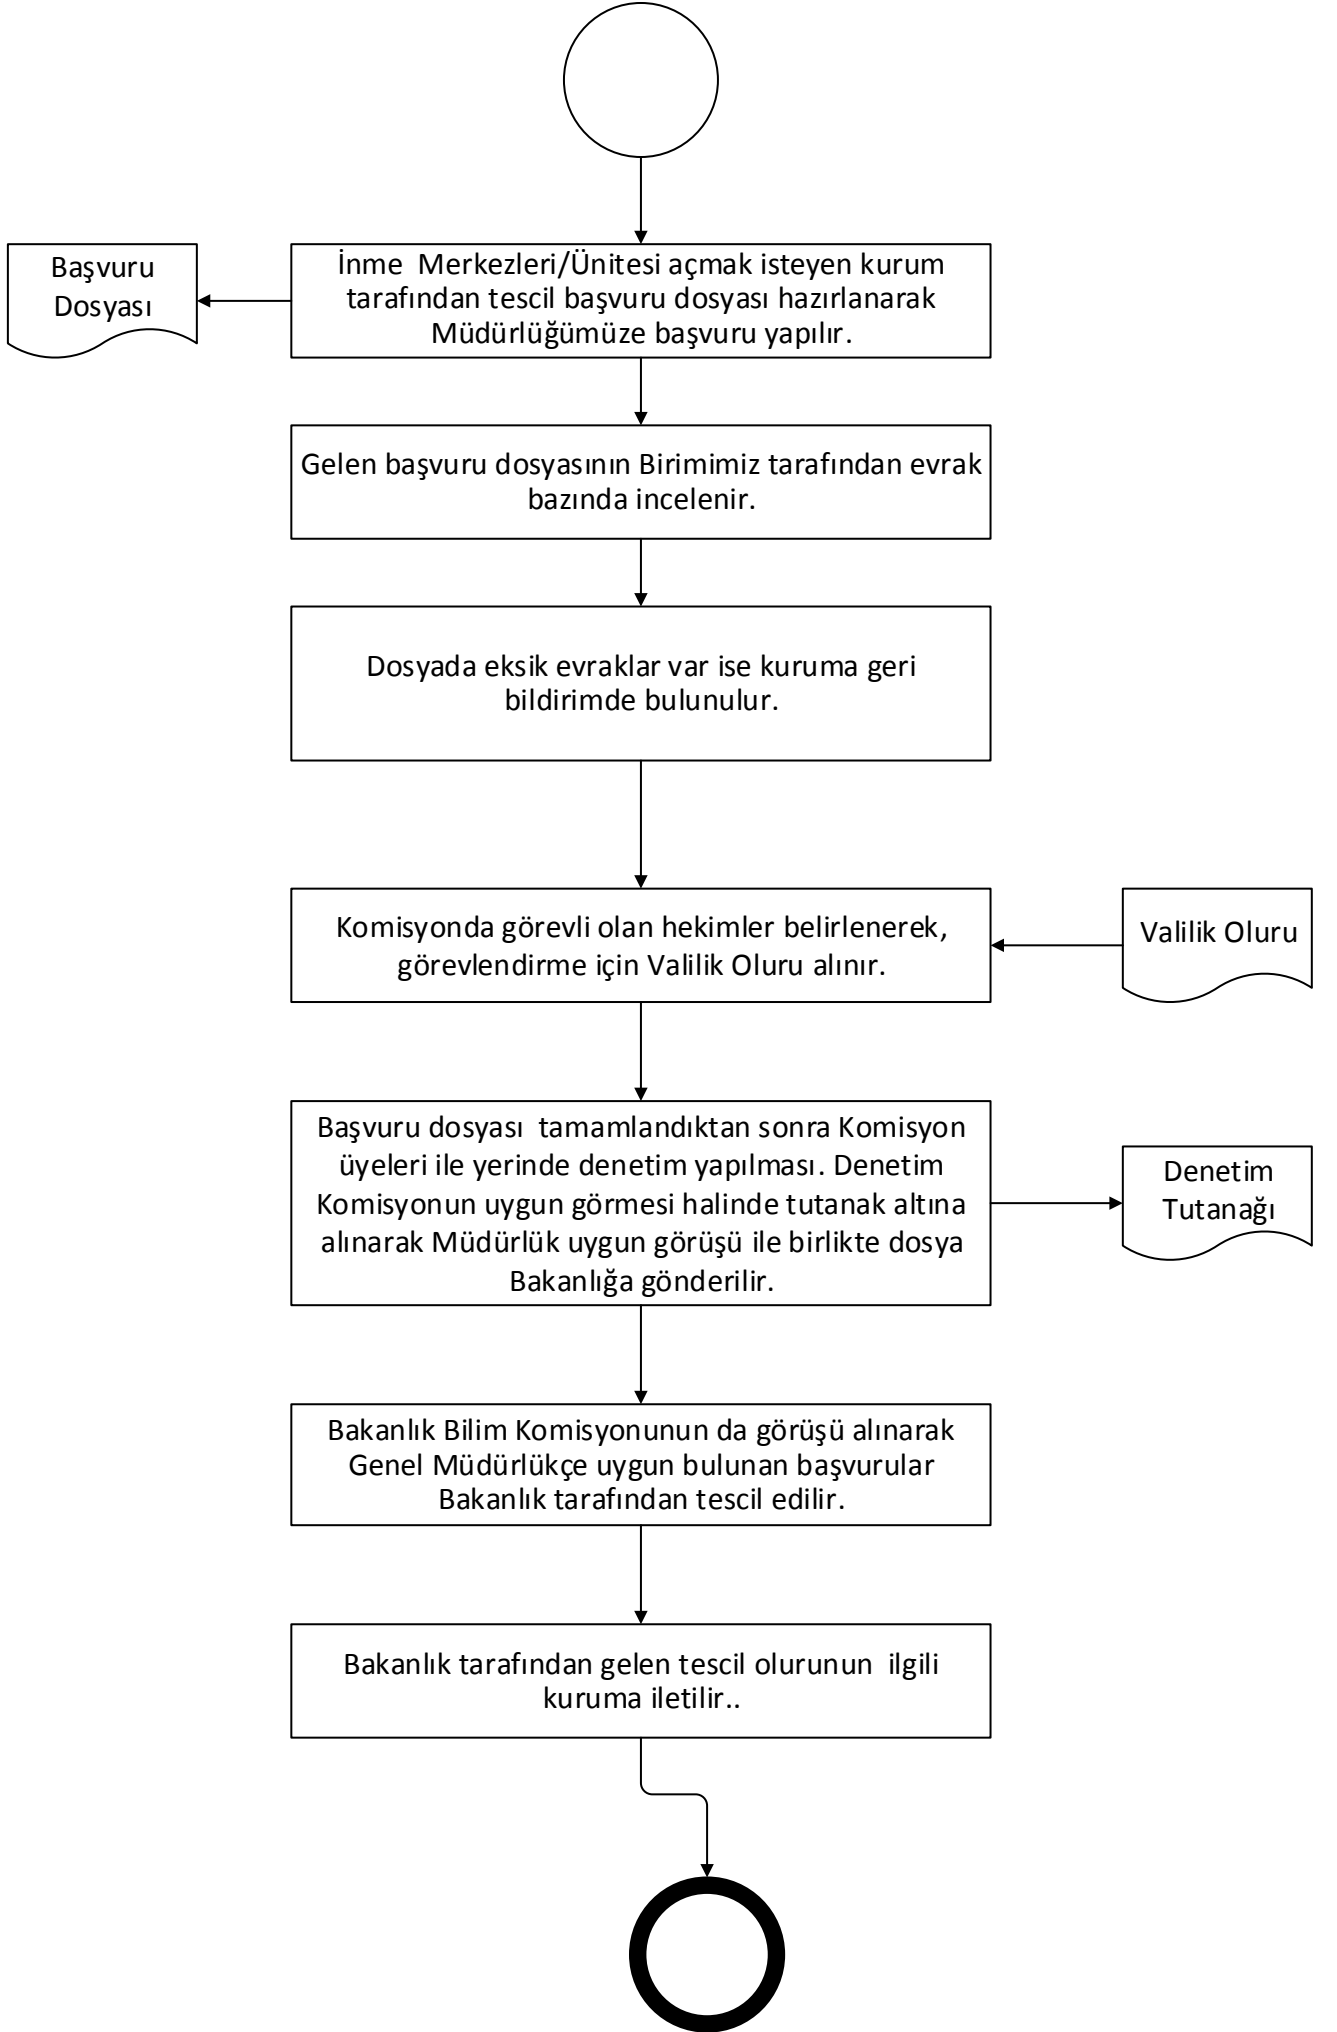 Başvuru
Dosyası
İnme  Merkezleri/Ünitesi açmak isteyen kurum
tarafından tescil başvuru dosyası hazırlanarak
Müdürlüğümüze başvuru yapılır.
Gelen başvuru dosyasının Birimimiz tarafından evrak
bazında incelenir.
Dosyada eksik evraklar var ise kuruma geri
bildirimde bulunulur.
Komisyonda görevli olan hekimler belirlenerek,
görevlendirme için Valilik Oluru alınır.
Valilik Oluru
Başvuru dosyası  tamamlandıktan sonra Komisyon
üyeleri ile yerinde denetim yapılması. Denetim
Komisyonun uygun görmesi halinde tutanak altına
alınarak Müdürlük uygun görüşü ile birlikte dosya
Bakanlığa gönderilir.
Denetim
Tutanağı
Bakanlık Bilim Komisyonunun da görüşü alınarak
Genel Müdürlükçe uygun bulunan başvurular
Bakanlık tarafından tescil edilir.
Bakanlık tarafından gelen tescil olurunun  ilgili
kuruma iletilir..